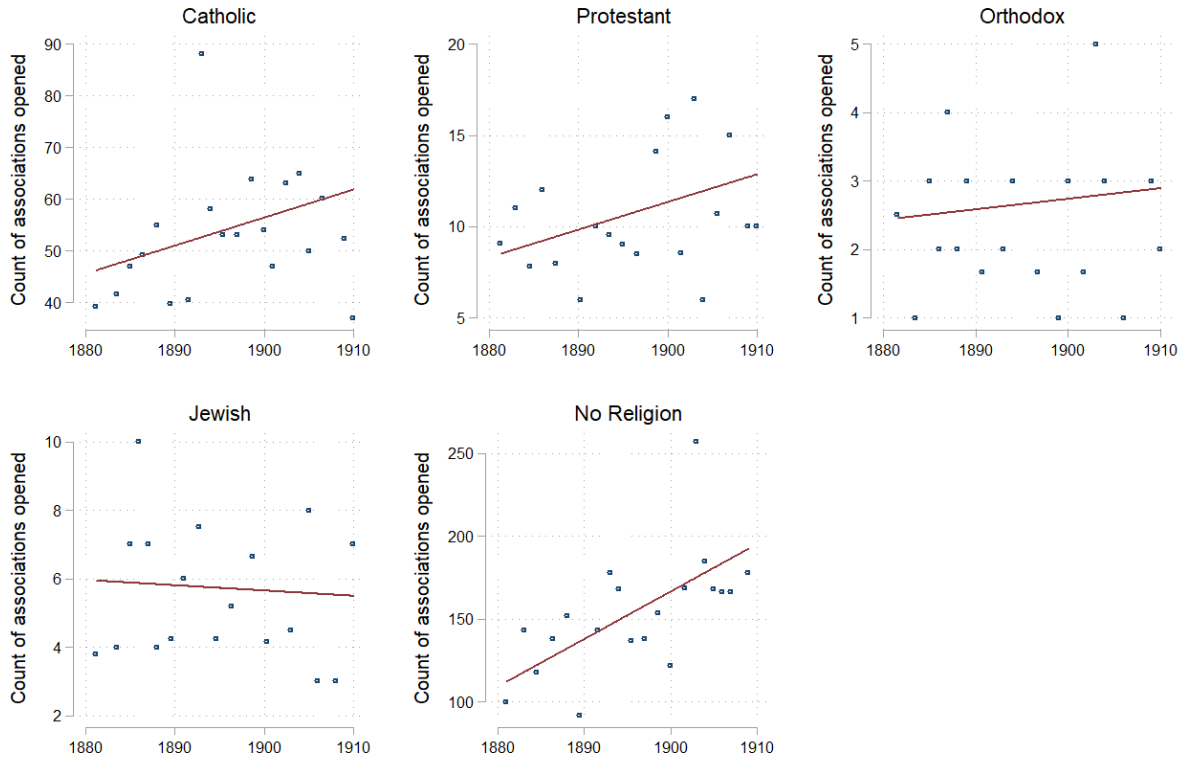 Catholic
Count of associations opened
90
80
70
60
50
40
1880 1890 1900 1910
Protestant
Count of associations opened
20
15
10
5
1880 1890 1900 1910
Orthodox
Count of associations opened
5
4
3
2
1
1880 1890 1900 1910
Jewish
Count of associations opened
10
8
6
4
2
1880 1890 1900 1910
No Religion
Count of associations opened
250
200
150
100
1880 1890 1900 1910